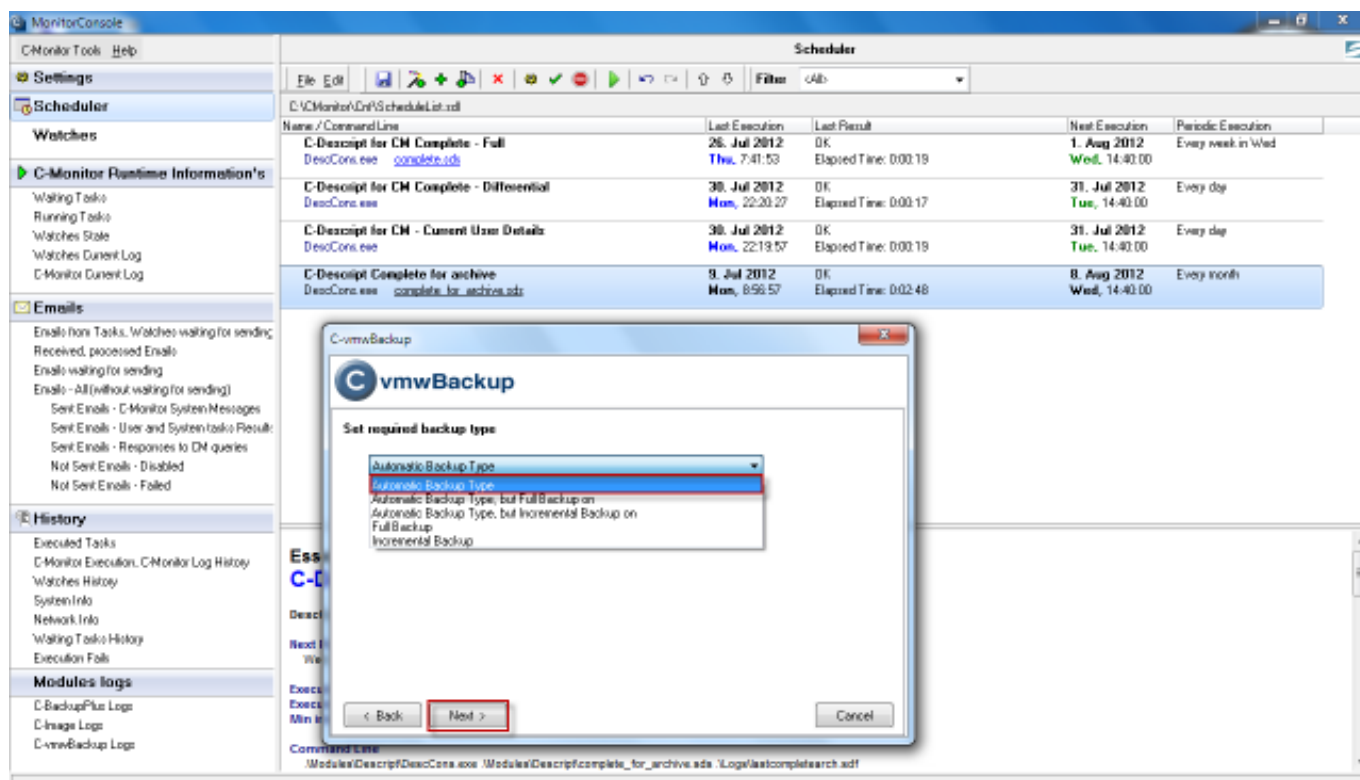 MonitorConsole
C-Monitor Tools Help
Scheduler
Settings
File Edit
Filter <All>
Scheduler
C:\CMonitor\Cnf\ScheduleList.sdl
Name / Command Line Last Execution Last Result Next Execution Periodic Execution
Watches
C-Descript for CM Complete - Full 26. Jul 2012 OK 1. Aug 2012 Every week in Wed
DescCons.exe complete.sds Thu, 7:41:53 Elapsed Time: 0:00:19 Wed, 14:40:00
C-Monitor Runtime Information's
C-Descript for CM Complete - Differential 30. Jul 2012 OK 31. Jul 2012 Every day
DescCons.exe Mon, 22:20:27 Elapsed Time: 0:00:17 Tue, 14:40:00
Waiting Tasks
Running Tasks
Watches State
Watches Current Log
C-Monitor Current Log
C-Descript for CM - Current User Details 30. Jul 2012 OK 31. Jul 2012 Every day
DescCons.exe Mon, 22:19:57 Elapsed Time: 0:00:19 Tue, 14:40:00
C-Descript Complete for archive 9. Jul 2012 OK 8. Aug 2012 Every month
DescCons.exe complete_for_archive.sds Mon, 8:56:57 Elapsed Time: 0:02:48 Wed, 14:40:00
Emails
Emails from Tasks, Watches waiting for sending
Received, processed Emails
Emails waiting for sending
Emails - All (without waiting for sending)
Sent Emails - C-Monitor System Messages
Sent Emails - User and System tasks Results
Sent Emails - Responses to CM queries
Not Sent Emails - Disabled
Not Sent Emails - Failed
History
Executed Tasks
C-Monitor Execution, C-Monitor Log History
Watches History
System Info
Network Info
Waiting Tasks History
Execution Fails
Modules logs
C-BackupPlus Logs
C-Image Logs
C-vmwBackup Logs
C-vmwBackup
C vmwBackup
Set required backup type
Automatic Backup Type
Automatic Backup Type
Automatic Backup Type, but Full Backup on
Automatic Backup Type, but Incremental Backup on
Full Backup
Incremental Backup
< Back Next > Cancel
Ess
C-D
Descr
Next
We
Execu
Execu
Min in
Command Line
.\Modules\Descript\DescCons.exe .\Modules\Descript\complete_for_archive.sds .\Logs\lastcompletearch.sdf